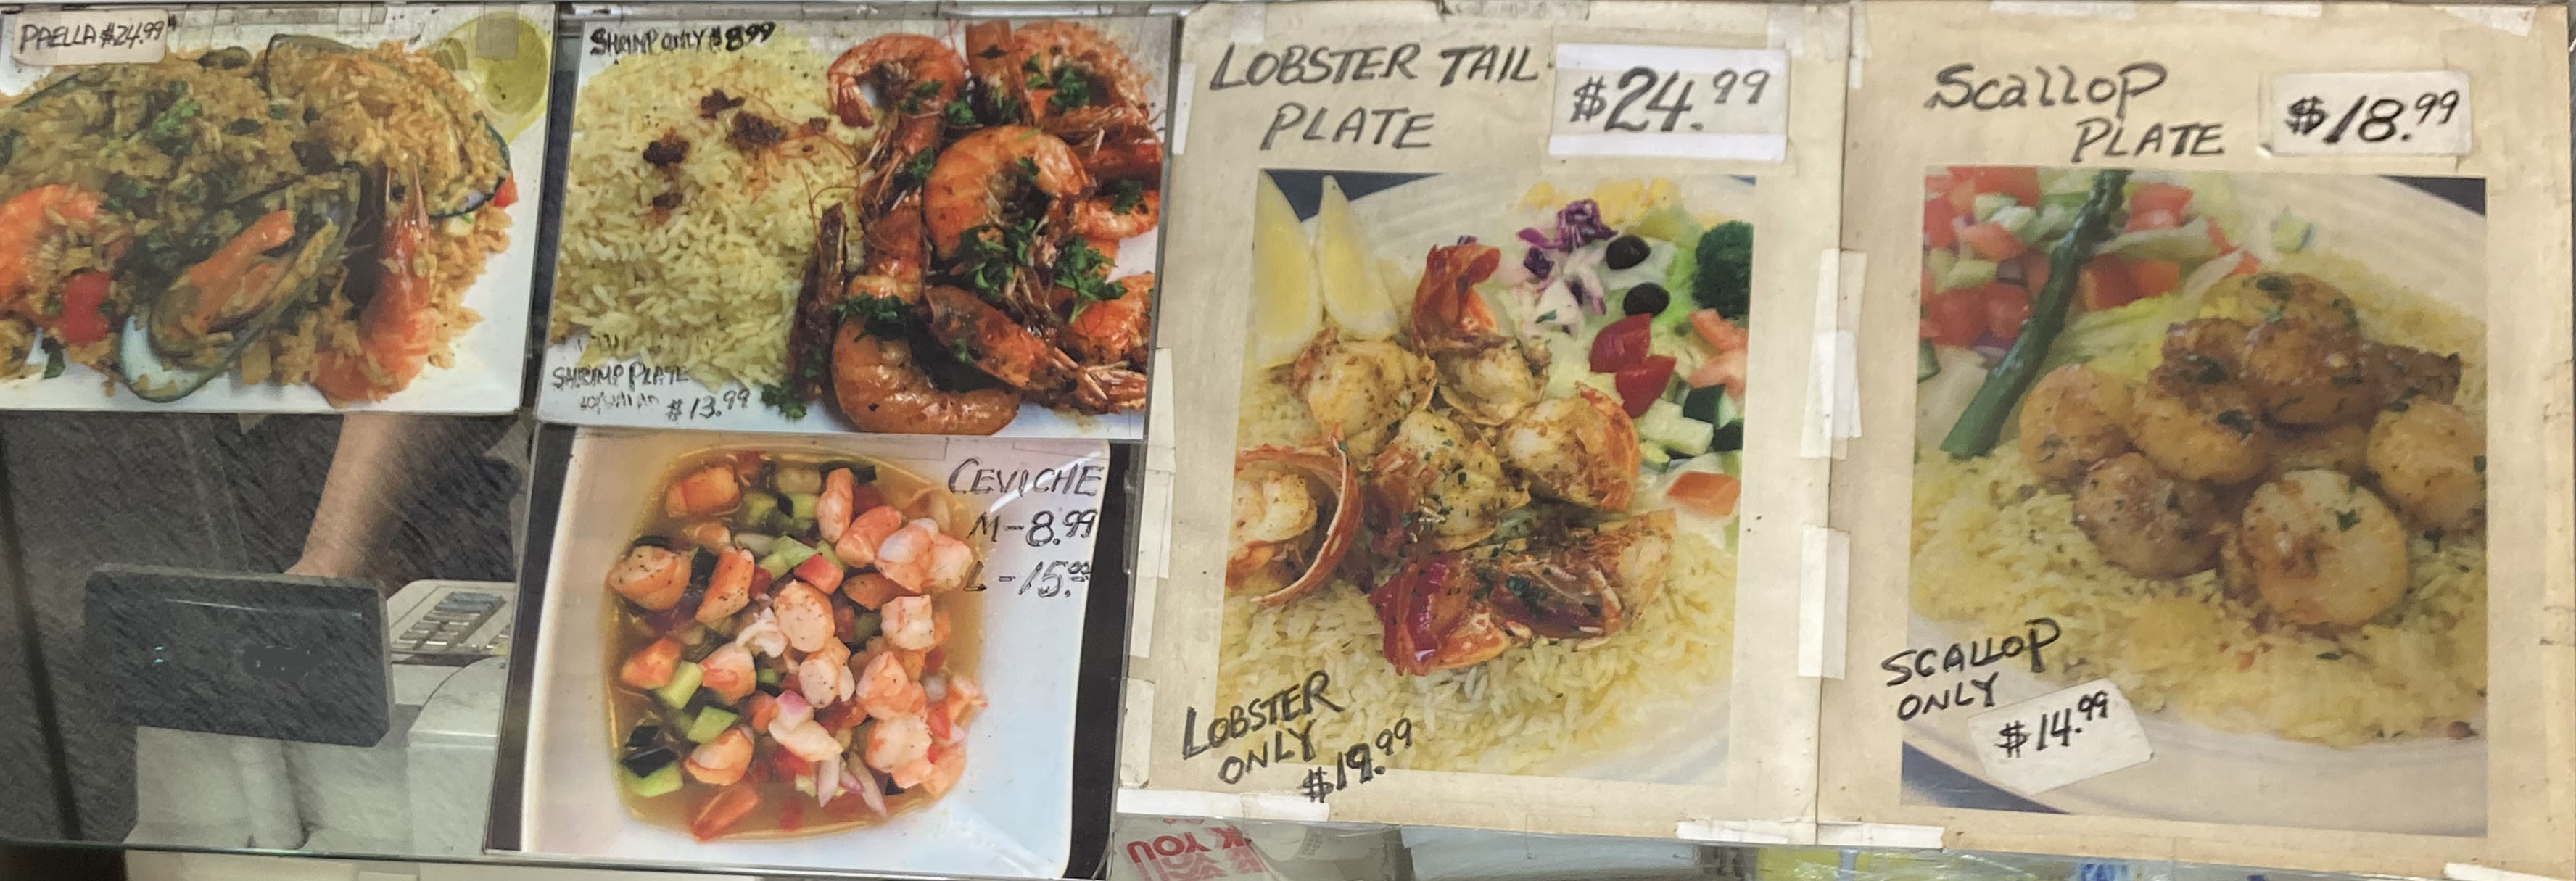 PAELLA $24.99
SHRIMP ONLY $8.99
SHRIMP PLATE
$13.99
CEVICHE
M-8.99
L-15.00
LOBSTER TAIL
PLATE
$24.99
LOBSTER
ONLY
$19.99
Scallop
PLATE
$18.99
SCALLOP
ONLY
$14.99
K YOU